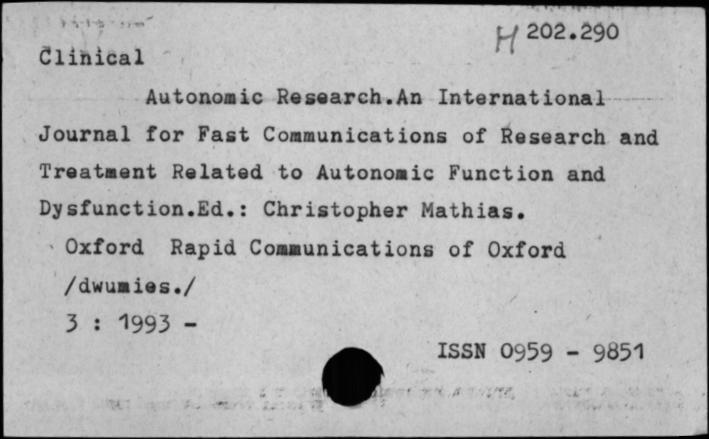 H 202.290
Clinical
Autonomic Research.An International
Journal for Fast Communications of Research and
Treatment Related to Autonomic Function and
Dysfunction.Ed.: Christopher Mathias.
Oxford Rapid Communications of Oxford
/dwumies./
3 : 1993 -
ISSN 0959 - 9851